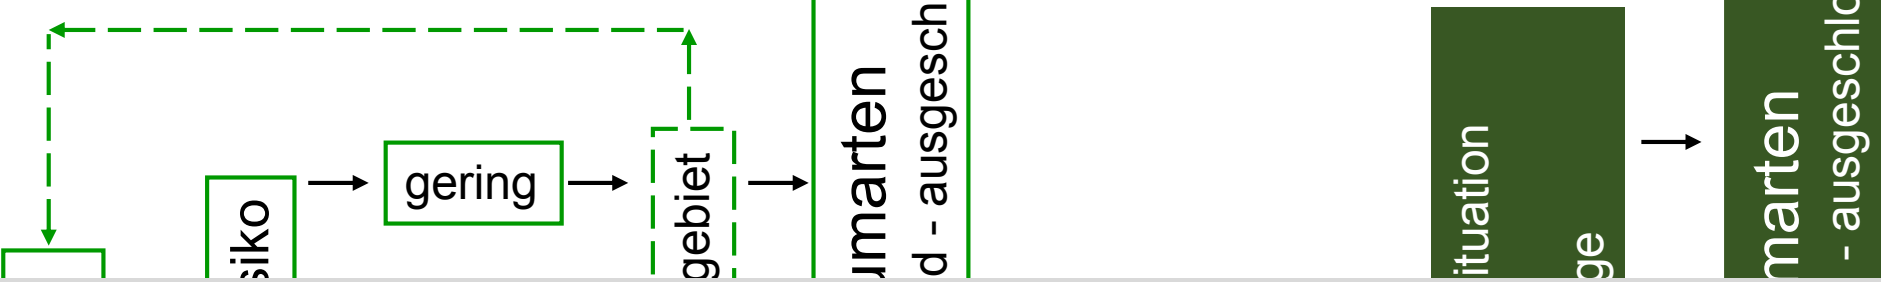 siko
gering
gebiet
umarten
d - ausgesch
ituation
ge
marten
- ausgeschlo